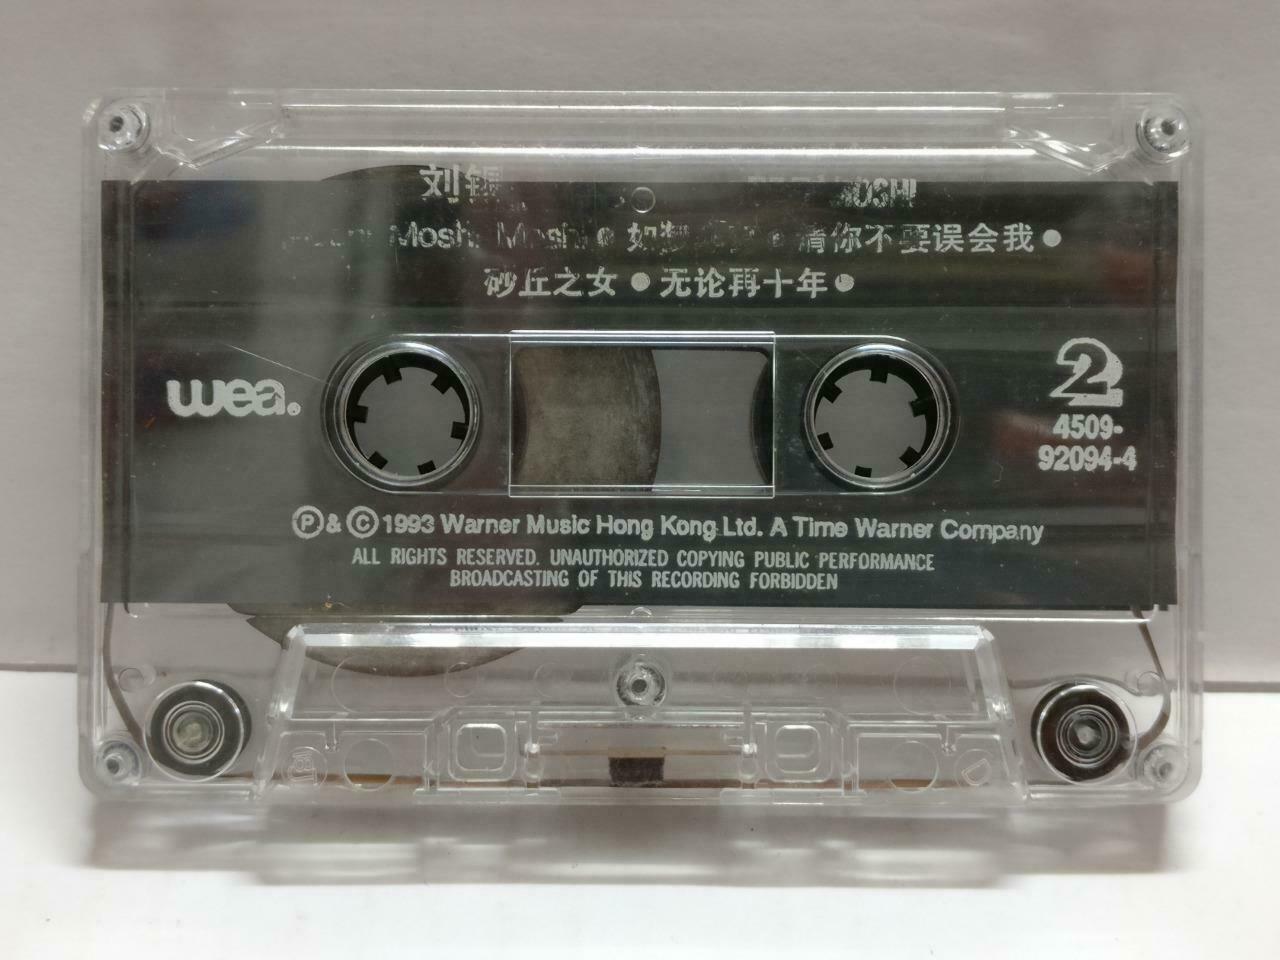 刘 MOSHI
Moshi Moshi ● 如 请你不要误会我 ●
砂丘之女 ● 无论再十年 ●
wea.
2
4509-
92094-4
Ⓟ & © 1993 Warner Music Hong Kong Ltd. A Time Warner Company
ALL RIGHTS RESERVED. UNAUTHORIZED COPYING PUBLIC PERFORMANCE
BROADCASTING OF THIS RECORDING FORBIDDEN